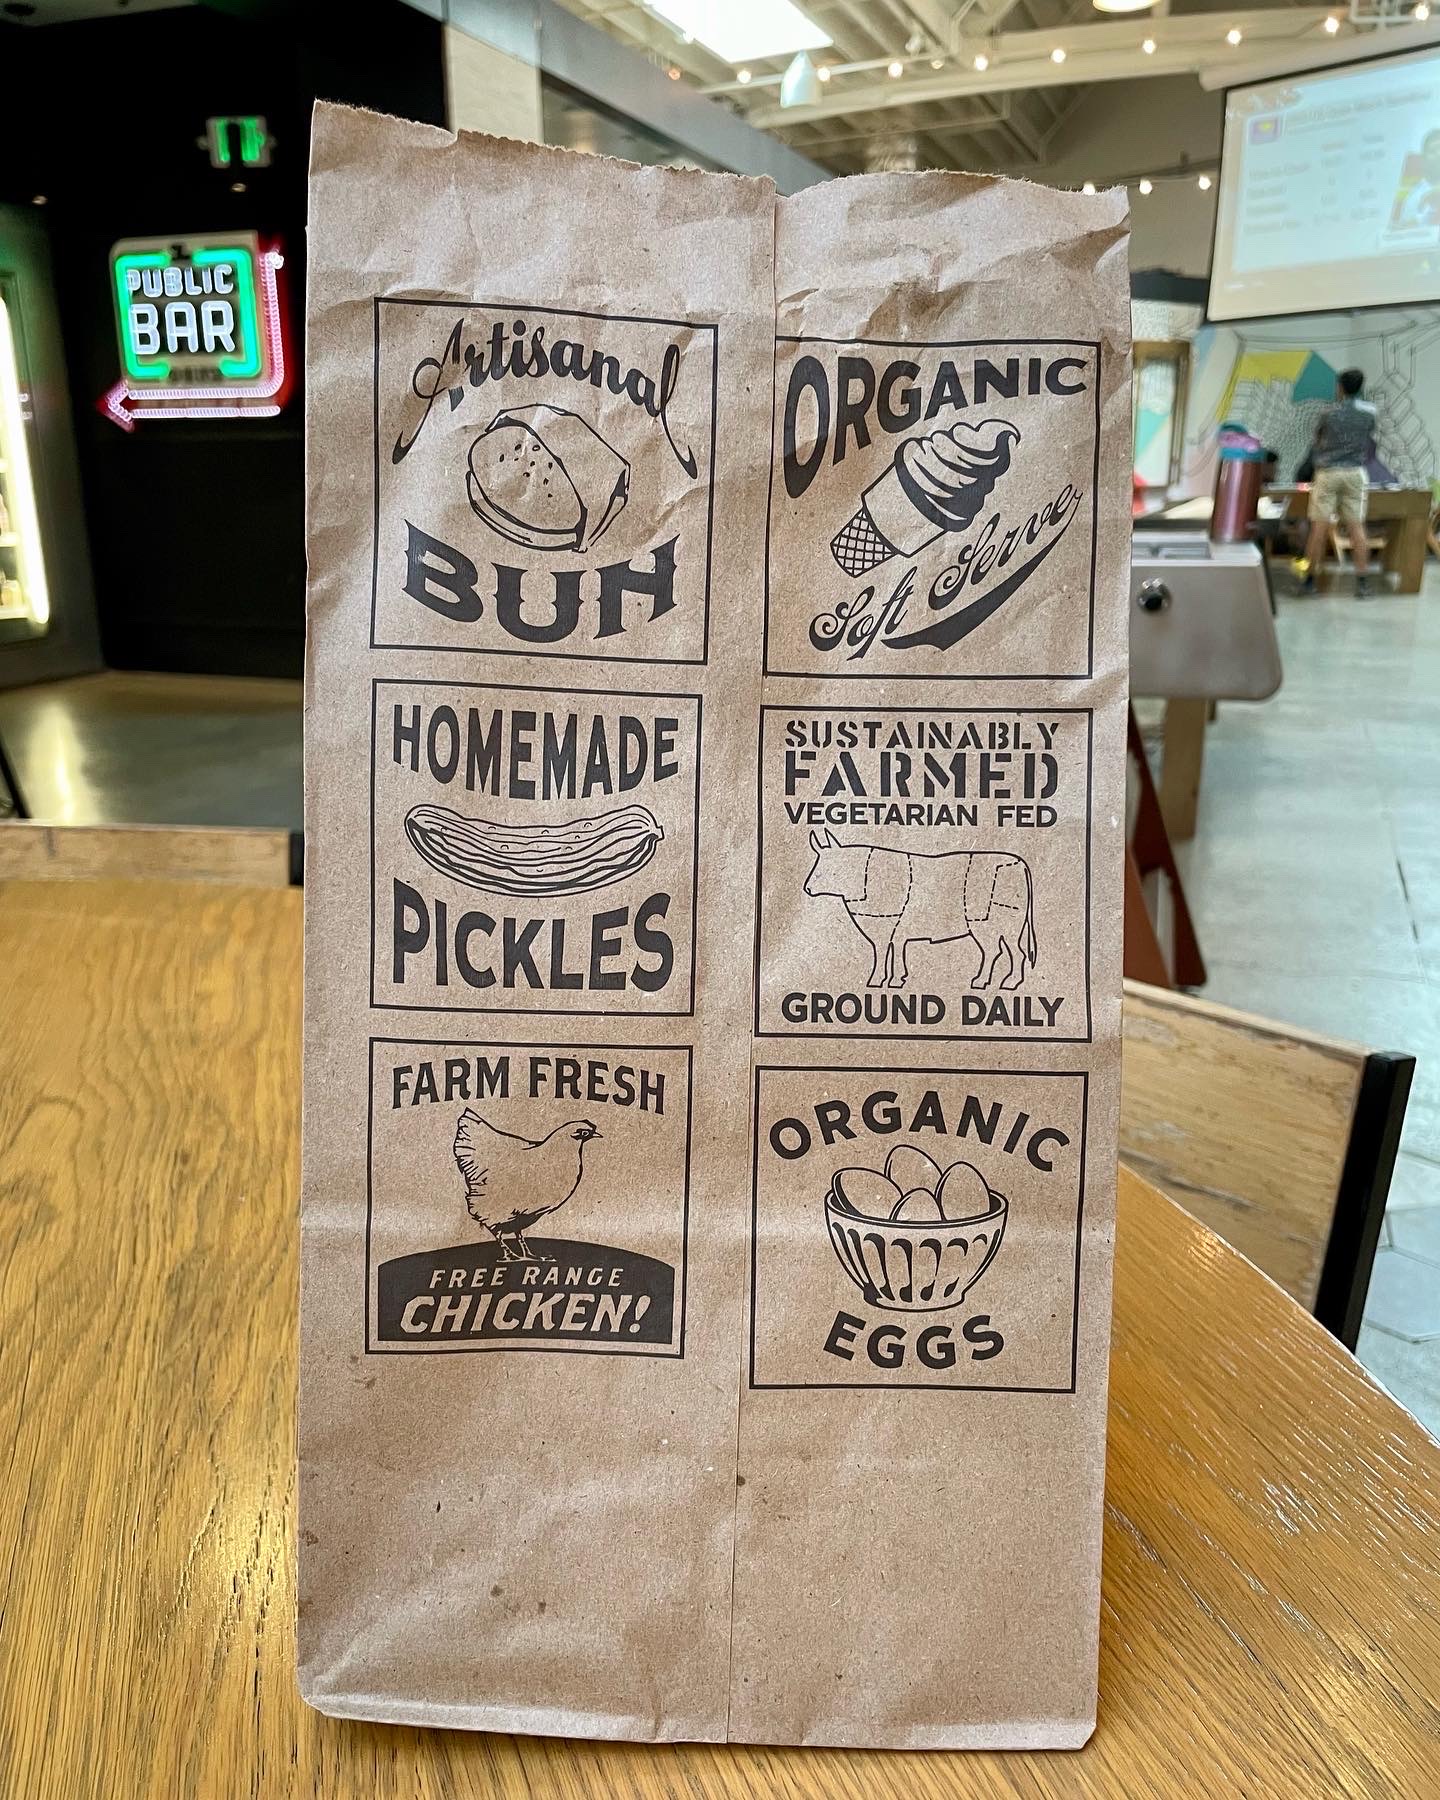 PUBLIC
BAR
Artisanal
BUN
ORGANIC
Soft Serve
HOMEMADE
PICKLES
SUSTAINABLY
FARMED
VEGETARIAN FED
GROUND DAILY
FARM FRESH
FREE RANGE
CHICKEN!
ORGANIC
EGGS